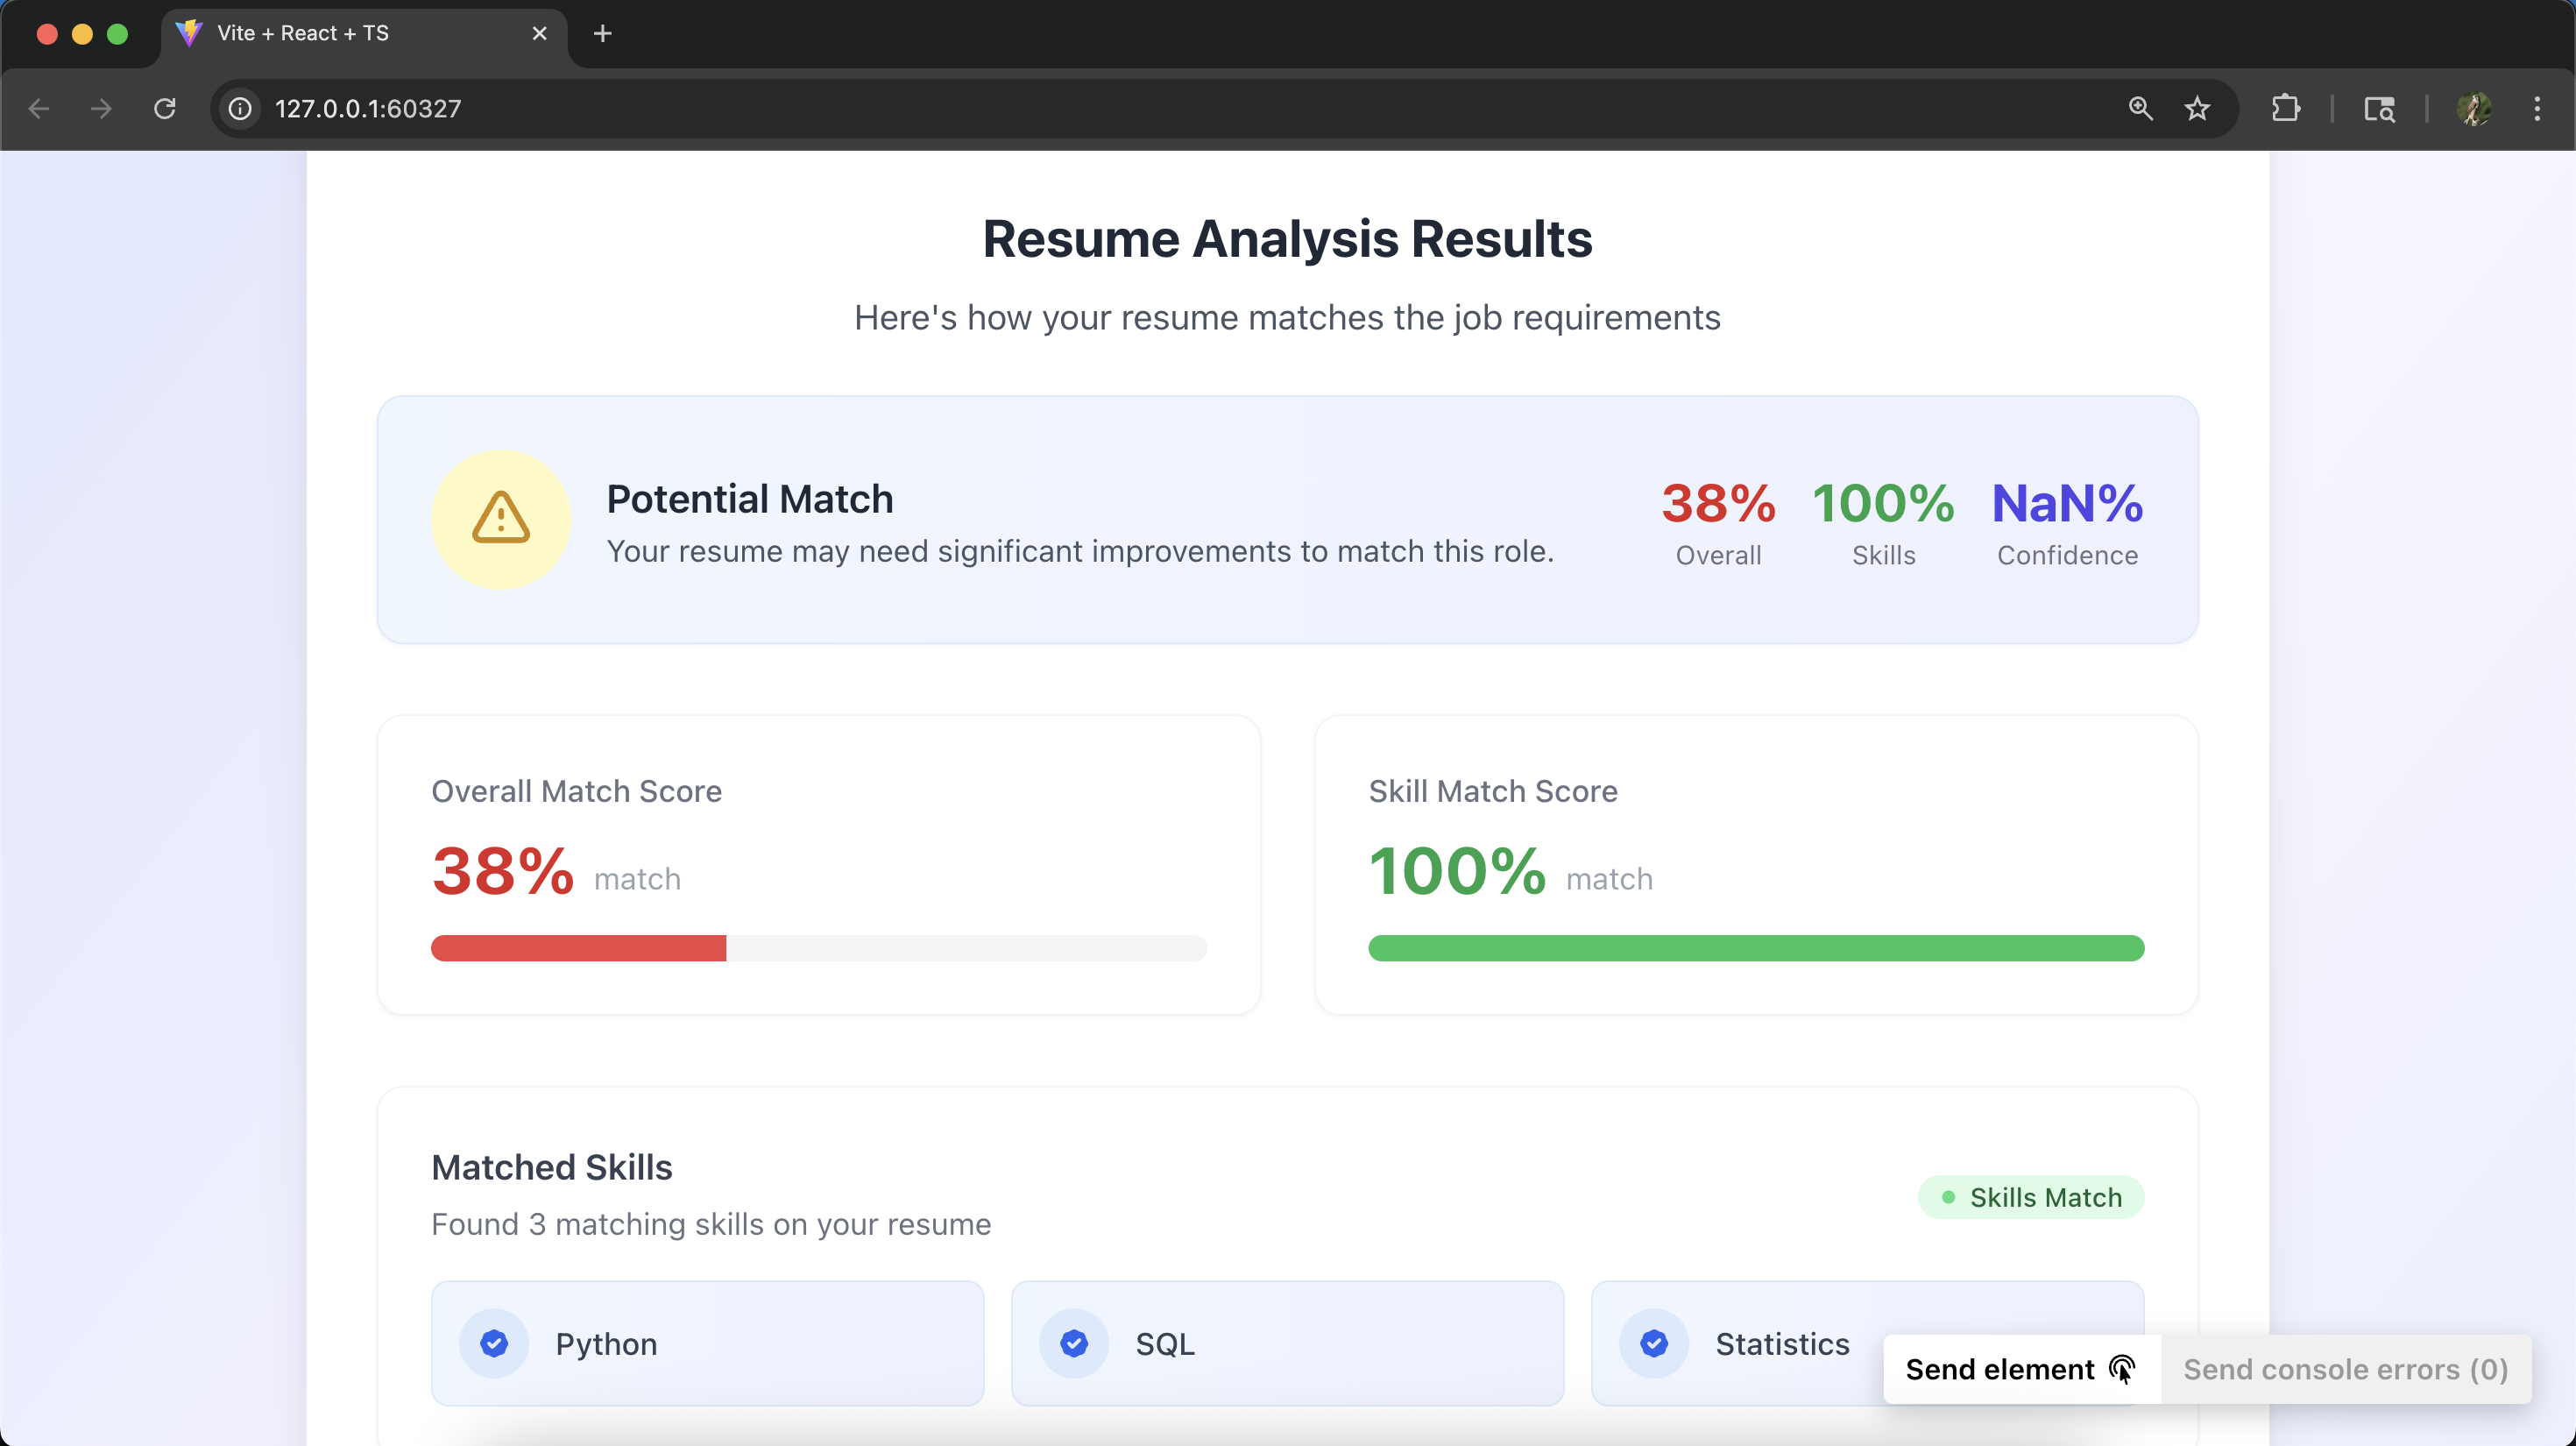 Vite + React + TS
127.0.0.1:60327
Resume Analysis Results
Here's how your resume matches the job requirements
Potential Match
Your resume may need significant improvements to match this role.
38%
Overall
100%
Skills
NaN%
Confidence
Overall Match Score
38% match
Skill Match Score
100% match
Matched Skills
Found 3 matching skills on your resume
Skills Match
Python
SQL
Statistics
Send element
Send console errors (0)